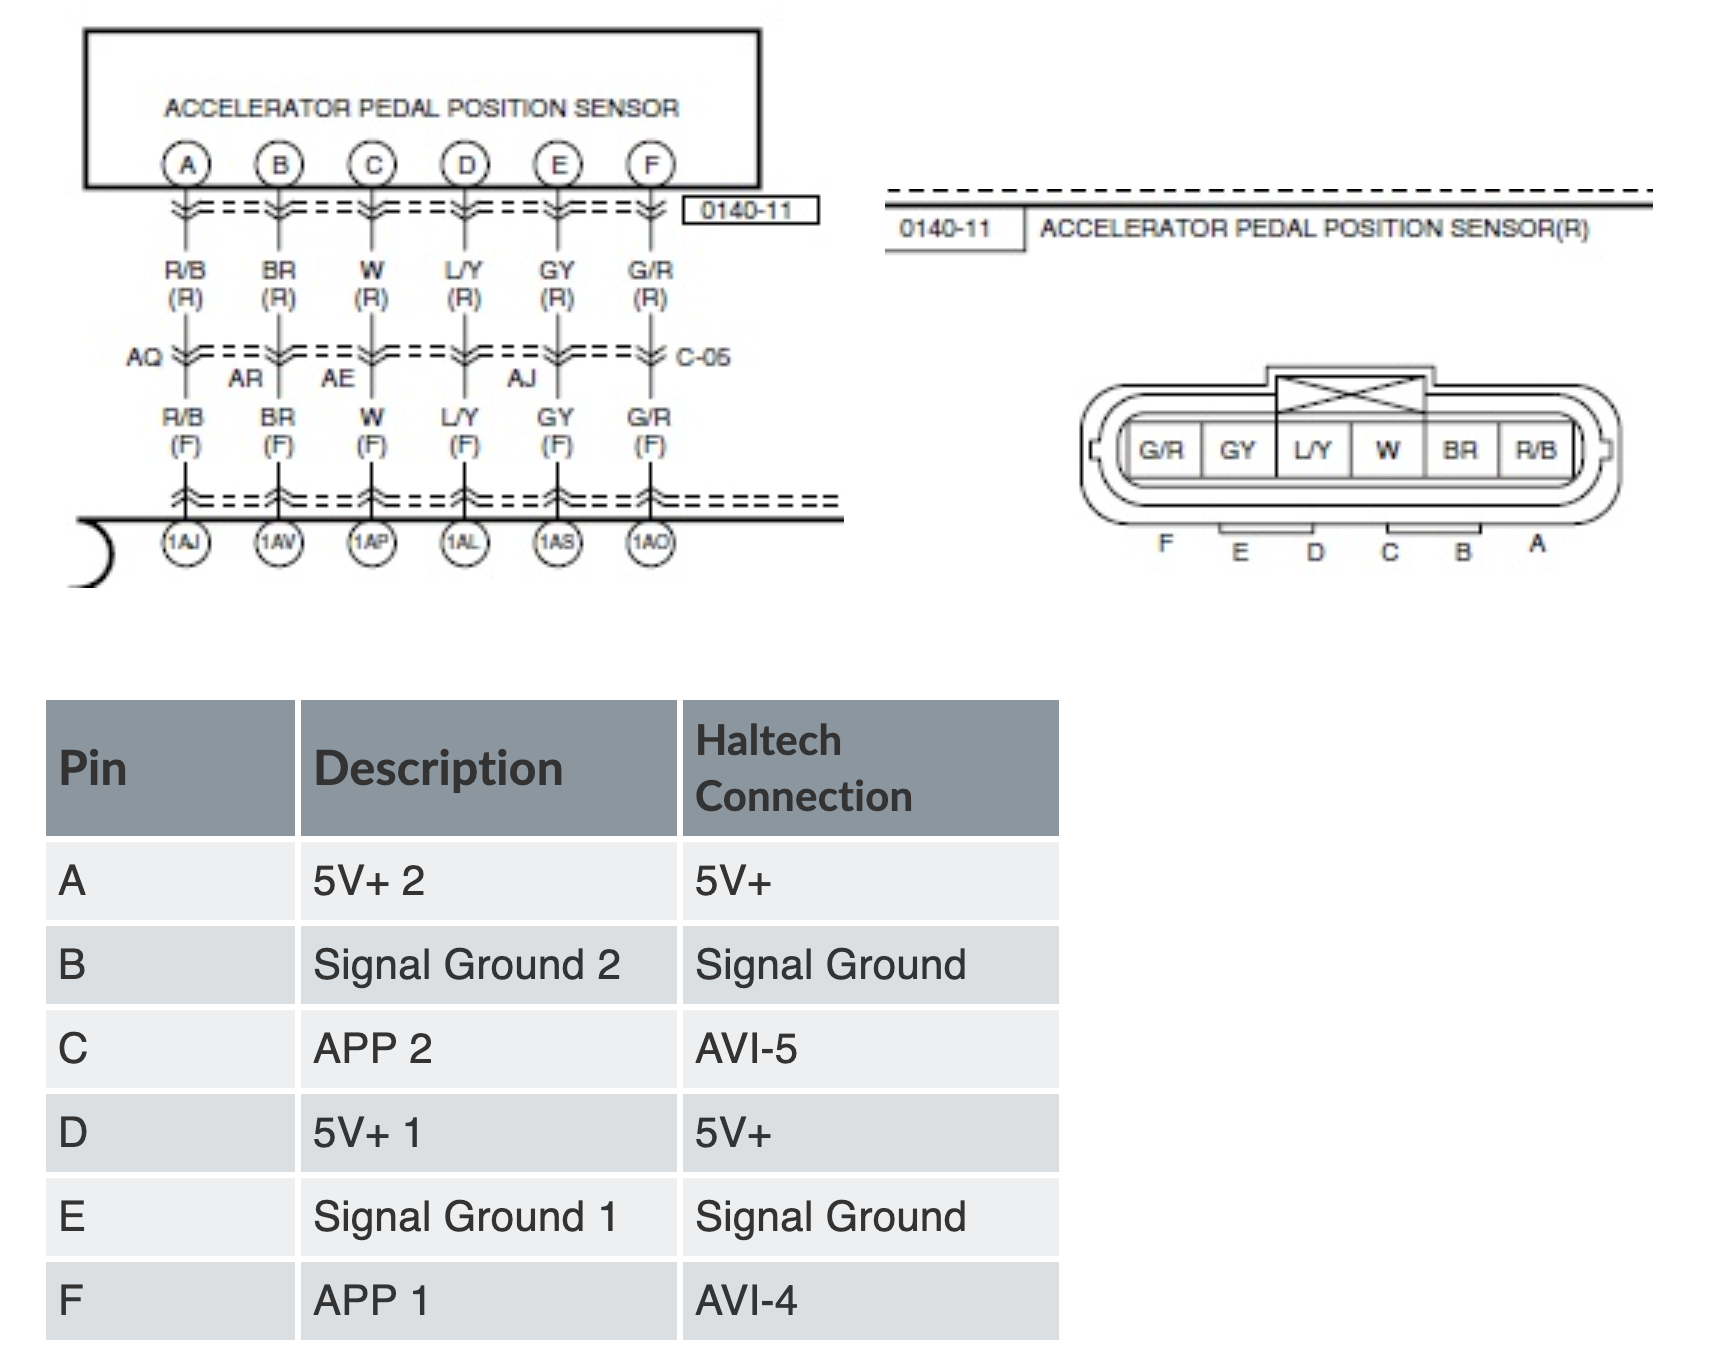 ACCELERATOR PEDAL POSITION SENSOR
A B C D E F
0140-11
R/B BR W L/Y GY G/R
(R) (R) (R) (R) (R) (R)
AQ C-05
AR AE AJ
R/B BR W L/Y GY G/R
(F) (F) (F) (F) (F) (F)
1AJ 1AV 1AP 1AL 1AS 1AO
0140-11 ACCELERATOR PEDAL POSITION SENSOR(R)
G/R GY L/Y W BR R/B
F E D C B A
Pin Description Haltech Connection
A 5V+ 2 5V+
B Signal Ground 2 Signal Ground
C APP 2 AVI-5
D 5V+ 1 5V+
E Signal Ground 1 Signal Ground
F APP 1 AVI-4